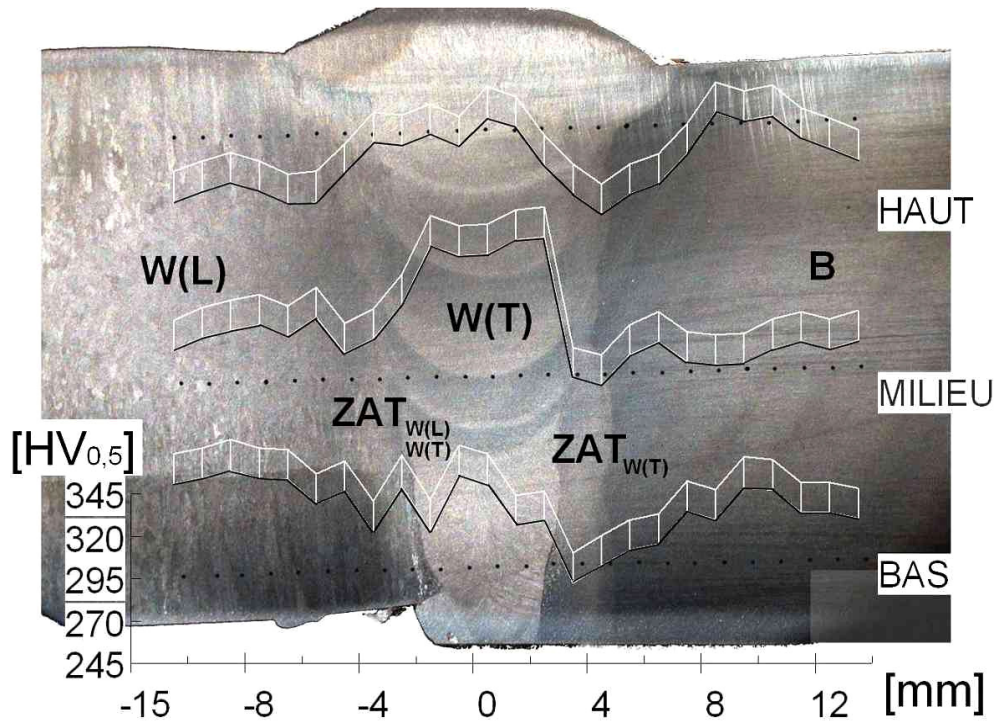 HAUT
W(L)
B
W(T)
MILIEU
ZAT W(L) W(T)
ZAT W(T)
[HV0,5]
345
320
295
270
245
BAS
-15 -8 -4 0 4 8 12 [mm]